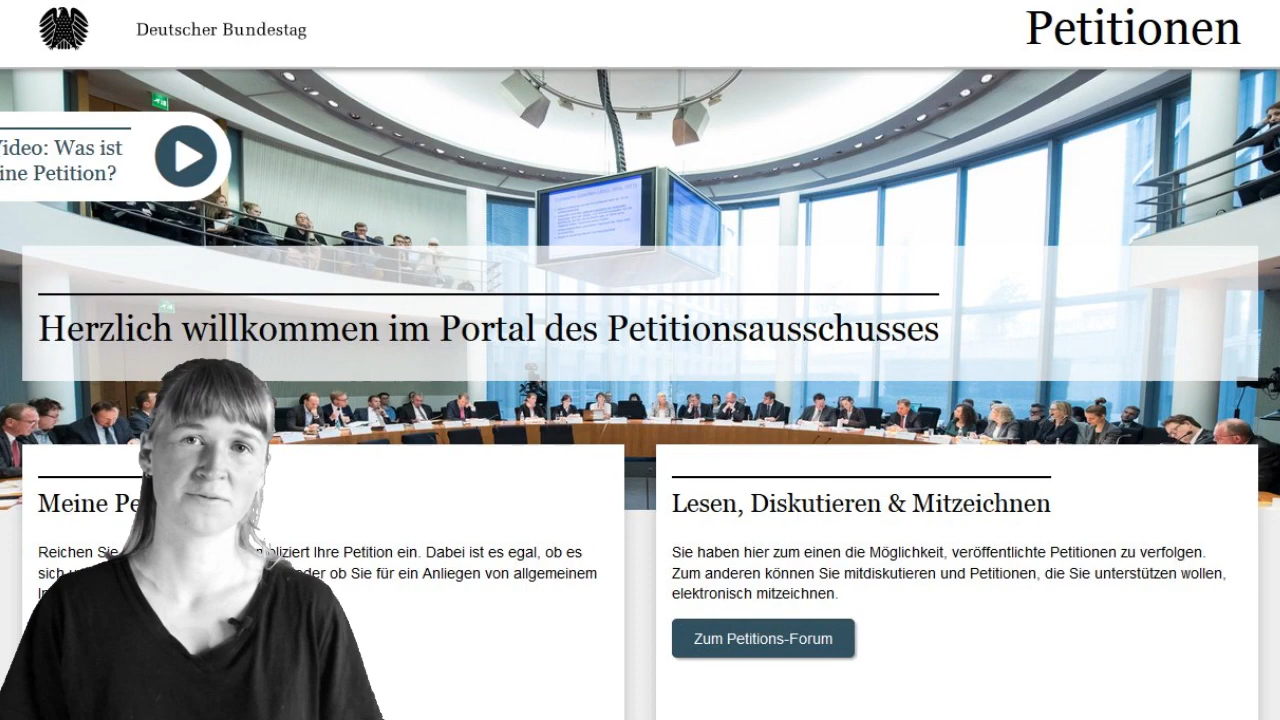 Deutscher Bundestag
Petitionen
Video: Was ist
ine Petition?
Herzlich willkommen im Portal des Petitionsausschusses
Meine Pe
Reichen Sie pliziert Ihre Petition ein. Dabei ist es egal, ob es
sich oder ob Sie für ein Anliegen von allgemeinem
Lesen, Diskutieren & Mitzeichnen
Sie haben hier zum einen die Möglichkeit, veröffentlichte Petitionen zu verfolgen.
Zum anderen können Sie mitdiskutieren und Petitionen, die Sie unterstützen wollen,
elektronisch mitzeichnen.
Zum Petitions-Forum